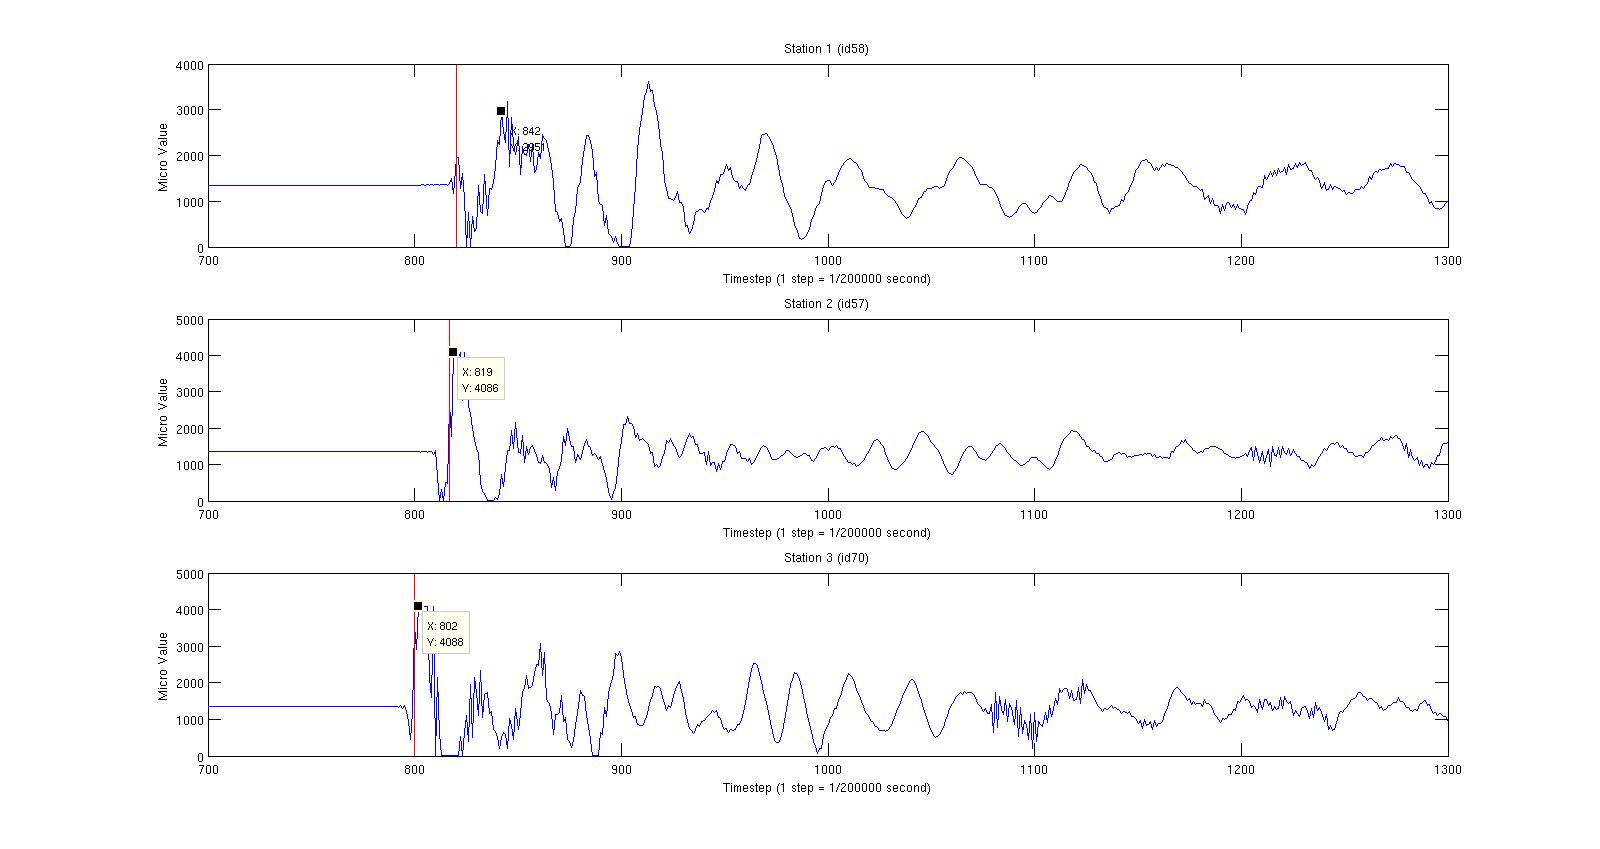 Station 1 (id58)
4000
3000
2000
1000
0
Micro Value
X: 842
Y: 2951
700 800 900 1000 1100 1200 1300
Timestep (1 step = 1/200000 second)
Station 2 (id57)
5000
4000
3000
2000
1000
0
Micro Value
X: 819
Y: 4086
700 800 900 1000 1100 1200 1300
Timestep (1 step = 1/200000 second)
Station 3 (id70)
5000
4000
3000
2000
1000
0
Micro Value
X: 802
Y: 4088
700 800 900 1000 1100 1200 1300
Timestep (1 step = 1/200000 second)